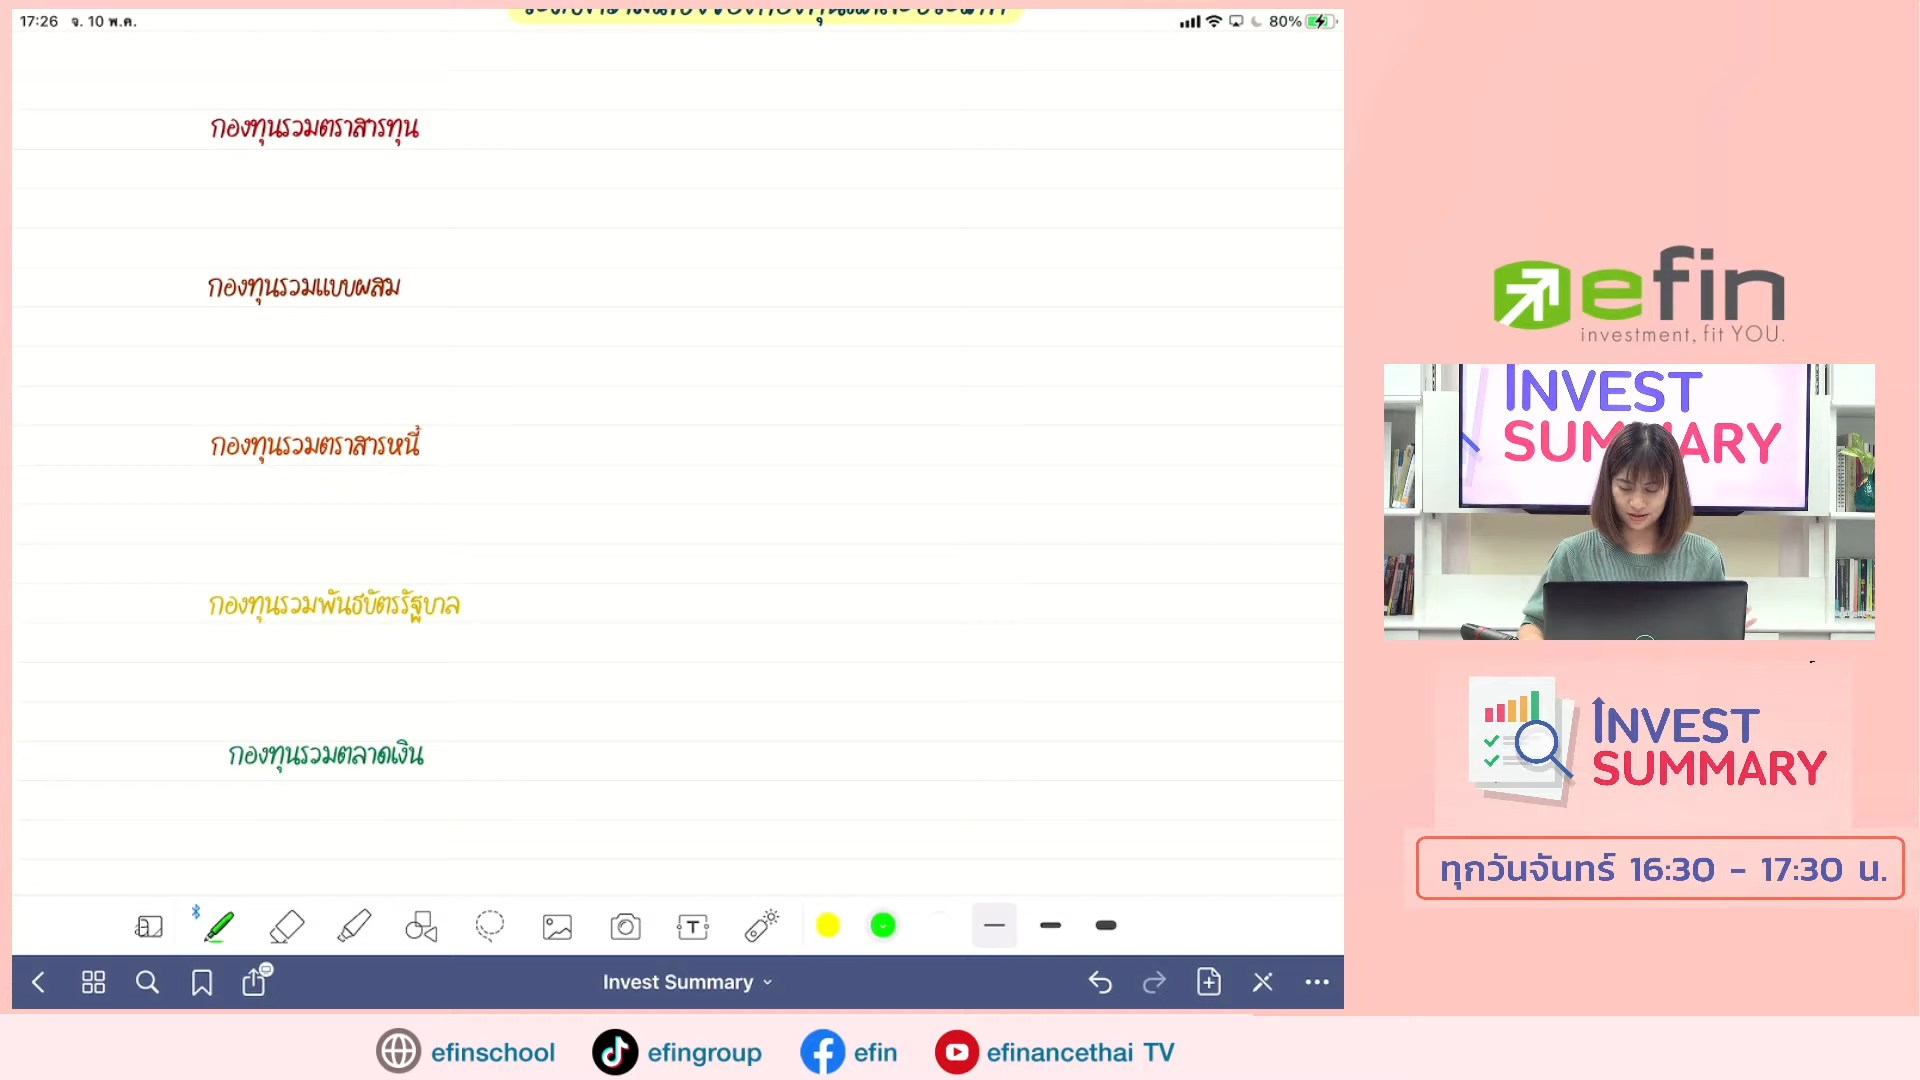 17:26 จ. 10 พ.ค.
80%
กองทุนรวมตราสารทุน
กองทุนรวมแบบผสม
กองทุนรวมตราสารหนี้
กองทุนรวมพันธบัตรรัฐบาล
กองทุนรวมตลาดเงิน
T
Invest Summary
efin
investment, fit YOU.
INVEST
SUMMARY
INVEST
SUMMARY
ทุกวันจันทร์ 16:30 - 17:30 น.
efinschool
efingroup
efin
efinancethai TV